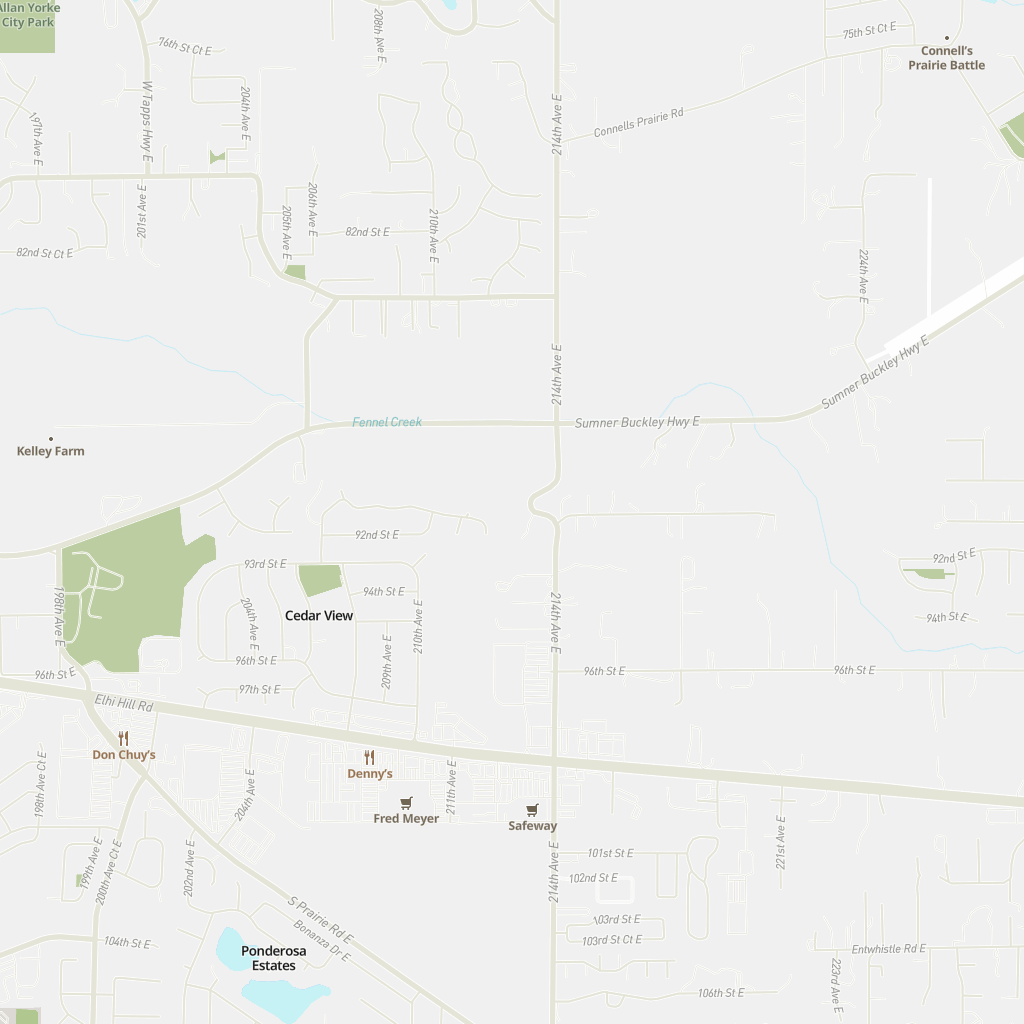 Allan Yorke
City Park
76th St Ct E
208th Ave E
75th St Ct E
Connell's
Prairie Battle
W Tapps Hwy E
204th Ave E
197th Ave E
214th Ave E
Connells Prairie Rd
201st Ave E
206th Ave E
205th Ave E
82nd St E
210th Ave E
82nd St Ct E
224th Ave E
214th Ave E
Sumner Buckley Hwy E
Fennel Creek
Sumner Buckley Hwy E
Kelley Farm
92nd St E
92nd St E
93rd St E
94th St E
198th Ave E
204th Ave E
Cedar View
210th Ave E
214th Ave E
94th St E
209th Ave E
96th St E
96th St E
96th St E
96th St E
97th St E
Elhi Hill Rd
Don Chuy's
Denny's
198th Ave Ct E
204th Ave E
211th Ave E
Fred Meyer
Safeway
221st Ave E
199th Ave E
200th Ave Ct E
202nd Ave E
214th Ave E
101st St E
102nd St E
S Prairie Rd E
Bonanza Dr E
103rd St E
103rd St Ct E
104th St E
Ponderosa
Estates
Entwhistle Rd E
223rd Ave E
106th St E